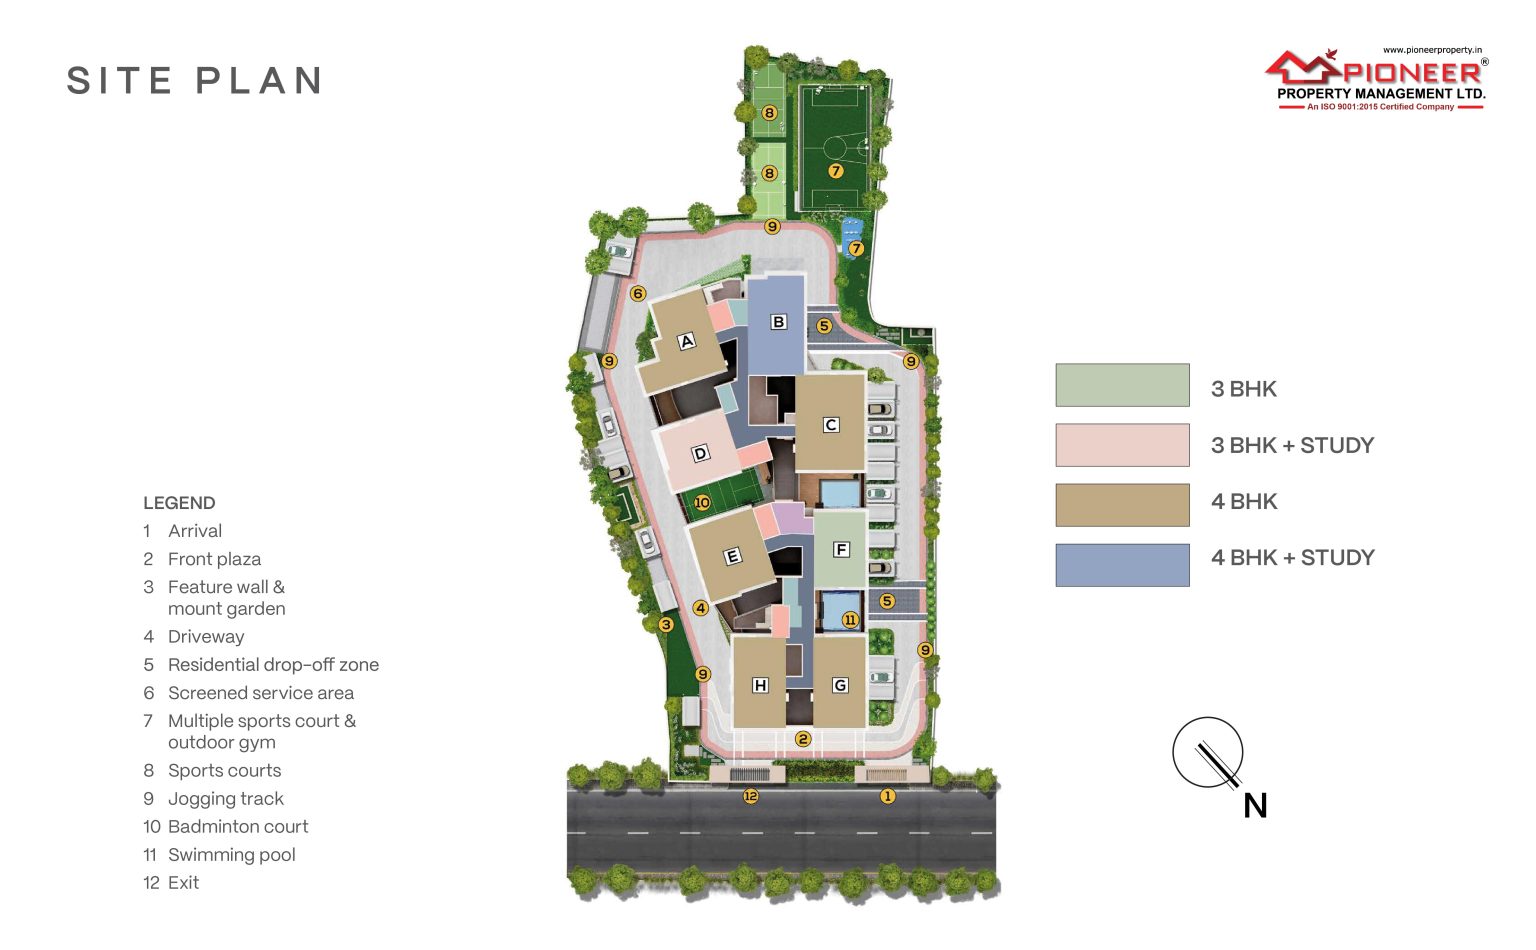 SITE PLAN
www.pioneerproperty.in
PIONEER®
PROPERTY MANAGEMENT LTD.
An ISO 9001:2015 Certified Company
8
8
7
9
7
6
B
5
A
9
9
C
D
10
E
F
4
5
11
3
9
9
H
G
2
12
1
3 BHK
3 BHK + STUDY
4 BHK
4 BHK + STUDY
LEGEND
1 Arrival
2 Front plaza
3 Feature wall &
mount garden
4 Driveway
5 Residential drop-off zone
6 Screened service area
7 Multiple sports court &
outdoor gym
8 Sports courts
9 Jogging track
10 Badminton court
11 Swimming pool
12 Exit
N